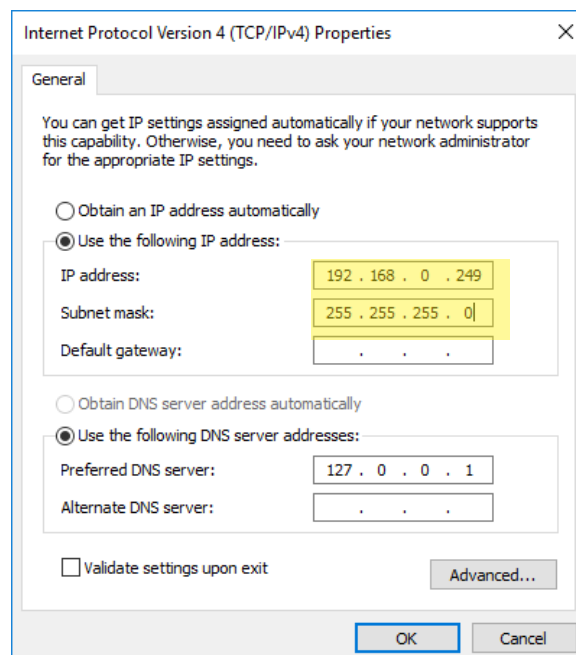 Internet Protocol Version 4 (TCP/IPv4) Properties
General
You can get IP settings assigned automatically if your network supports
this capability. Otherwise, you need to ask your network administrator
for the appropriate IP settings.
Obtain an IP address automatically
Use the following IP address:
IP address: 192 . 168 . 0 . 249
Subnet mask: 255 . 255 . 255 . 0
Default gateway: . . .
Obtain DNS server address automatically
Use the following DNS server addresses:
Preferred DNS server: 127 . 0 . 0 . 1
Alternate DNS server: . . .
Validate settings upon exit
Advanced...
OK Cancel